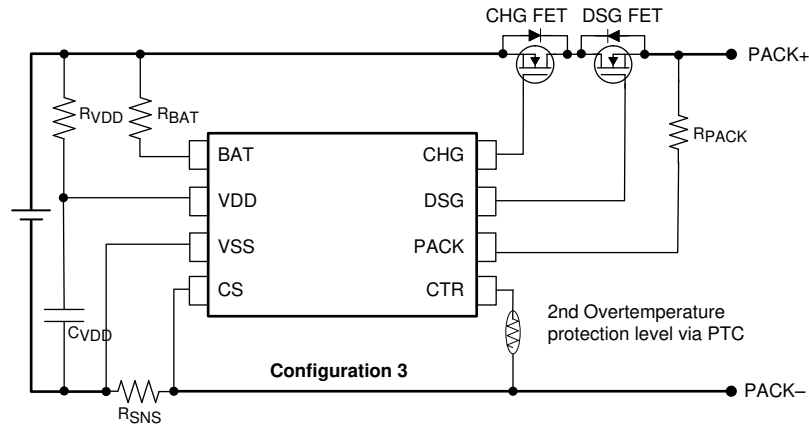 CHG FET DSG FET
PACK+
RVDD
RBAT
RPACK
BAT CHG
VDD DSG
VSS PACK
CS CTR
2nd Overtemperature
protection level via PTC
CVDD
Configuration 3
RSNS
PACK–